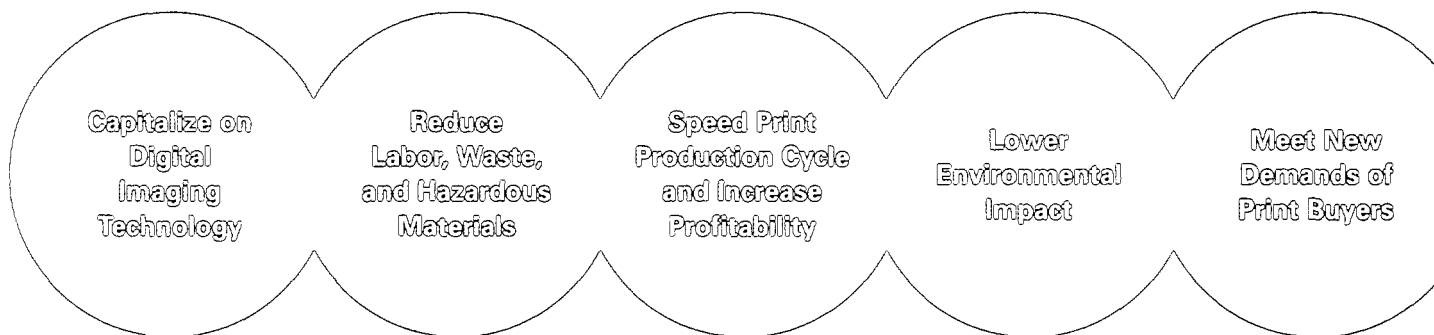 Capitalize on
Digital
Imaging
Technology
Reduce
Labor, Waste,
and Hazardous
Materials
Speed Print
Production Cycle
and Increase
Profitability
Lower
Environmental
Impact
Meet New
Demands of
Print Buyers